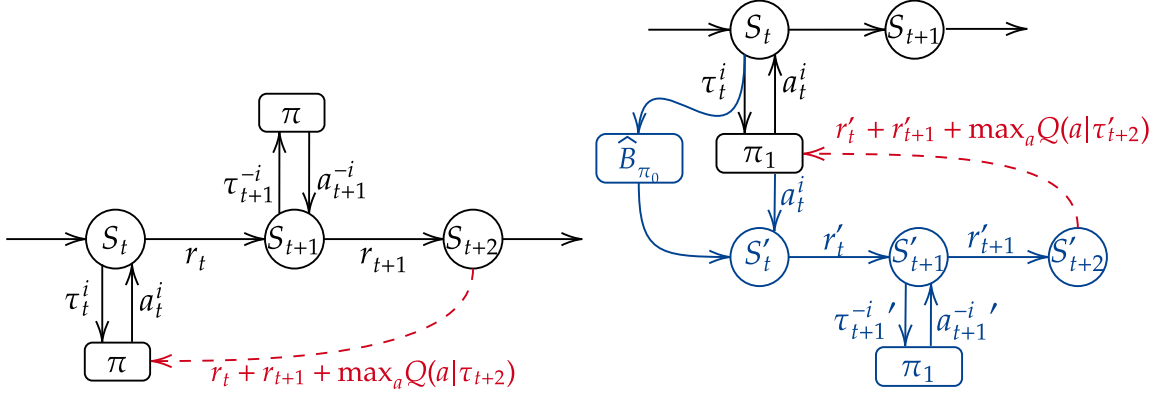 π
τ_{t+1}^{-i} a_{t+1}^{-i}
S_t S_{t+1} S_{t+2}
r_t r_{t+1}
τ_t^i a_t^i
π
r_t + r_{t+1} + max_a Q(a|τ_{t+2})
S_t S_{t+1}
τ_t^i a_t^i
r'_t + r'_{t+1} + max_a Q(a|τ'_{t+2})
B̂_{π_0} π_1
a_t^i
S'_t r'_t S'_{t+1} r'_{t+1} S'_{t+2}
τ_{t+1}^{-i}′ a_{t+1}^{-i}′
π_1